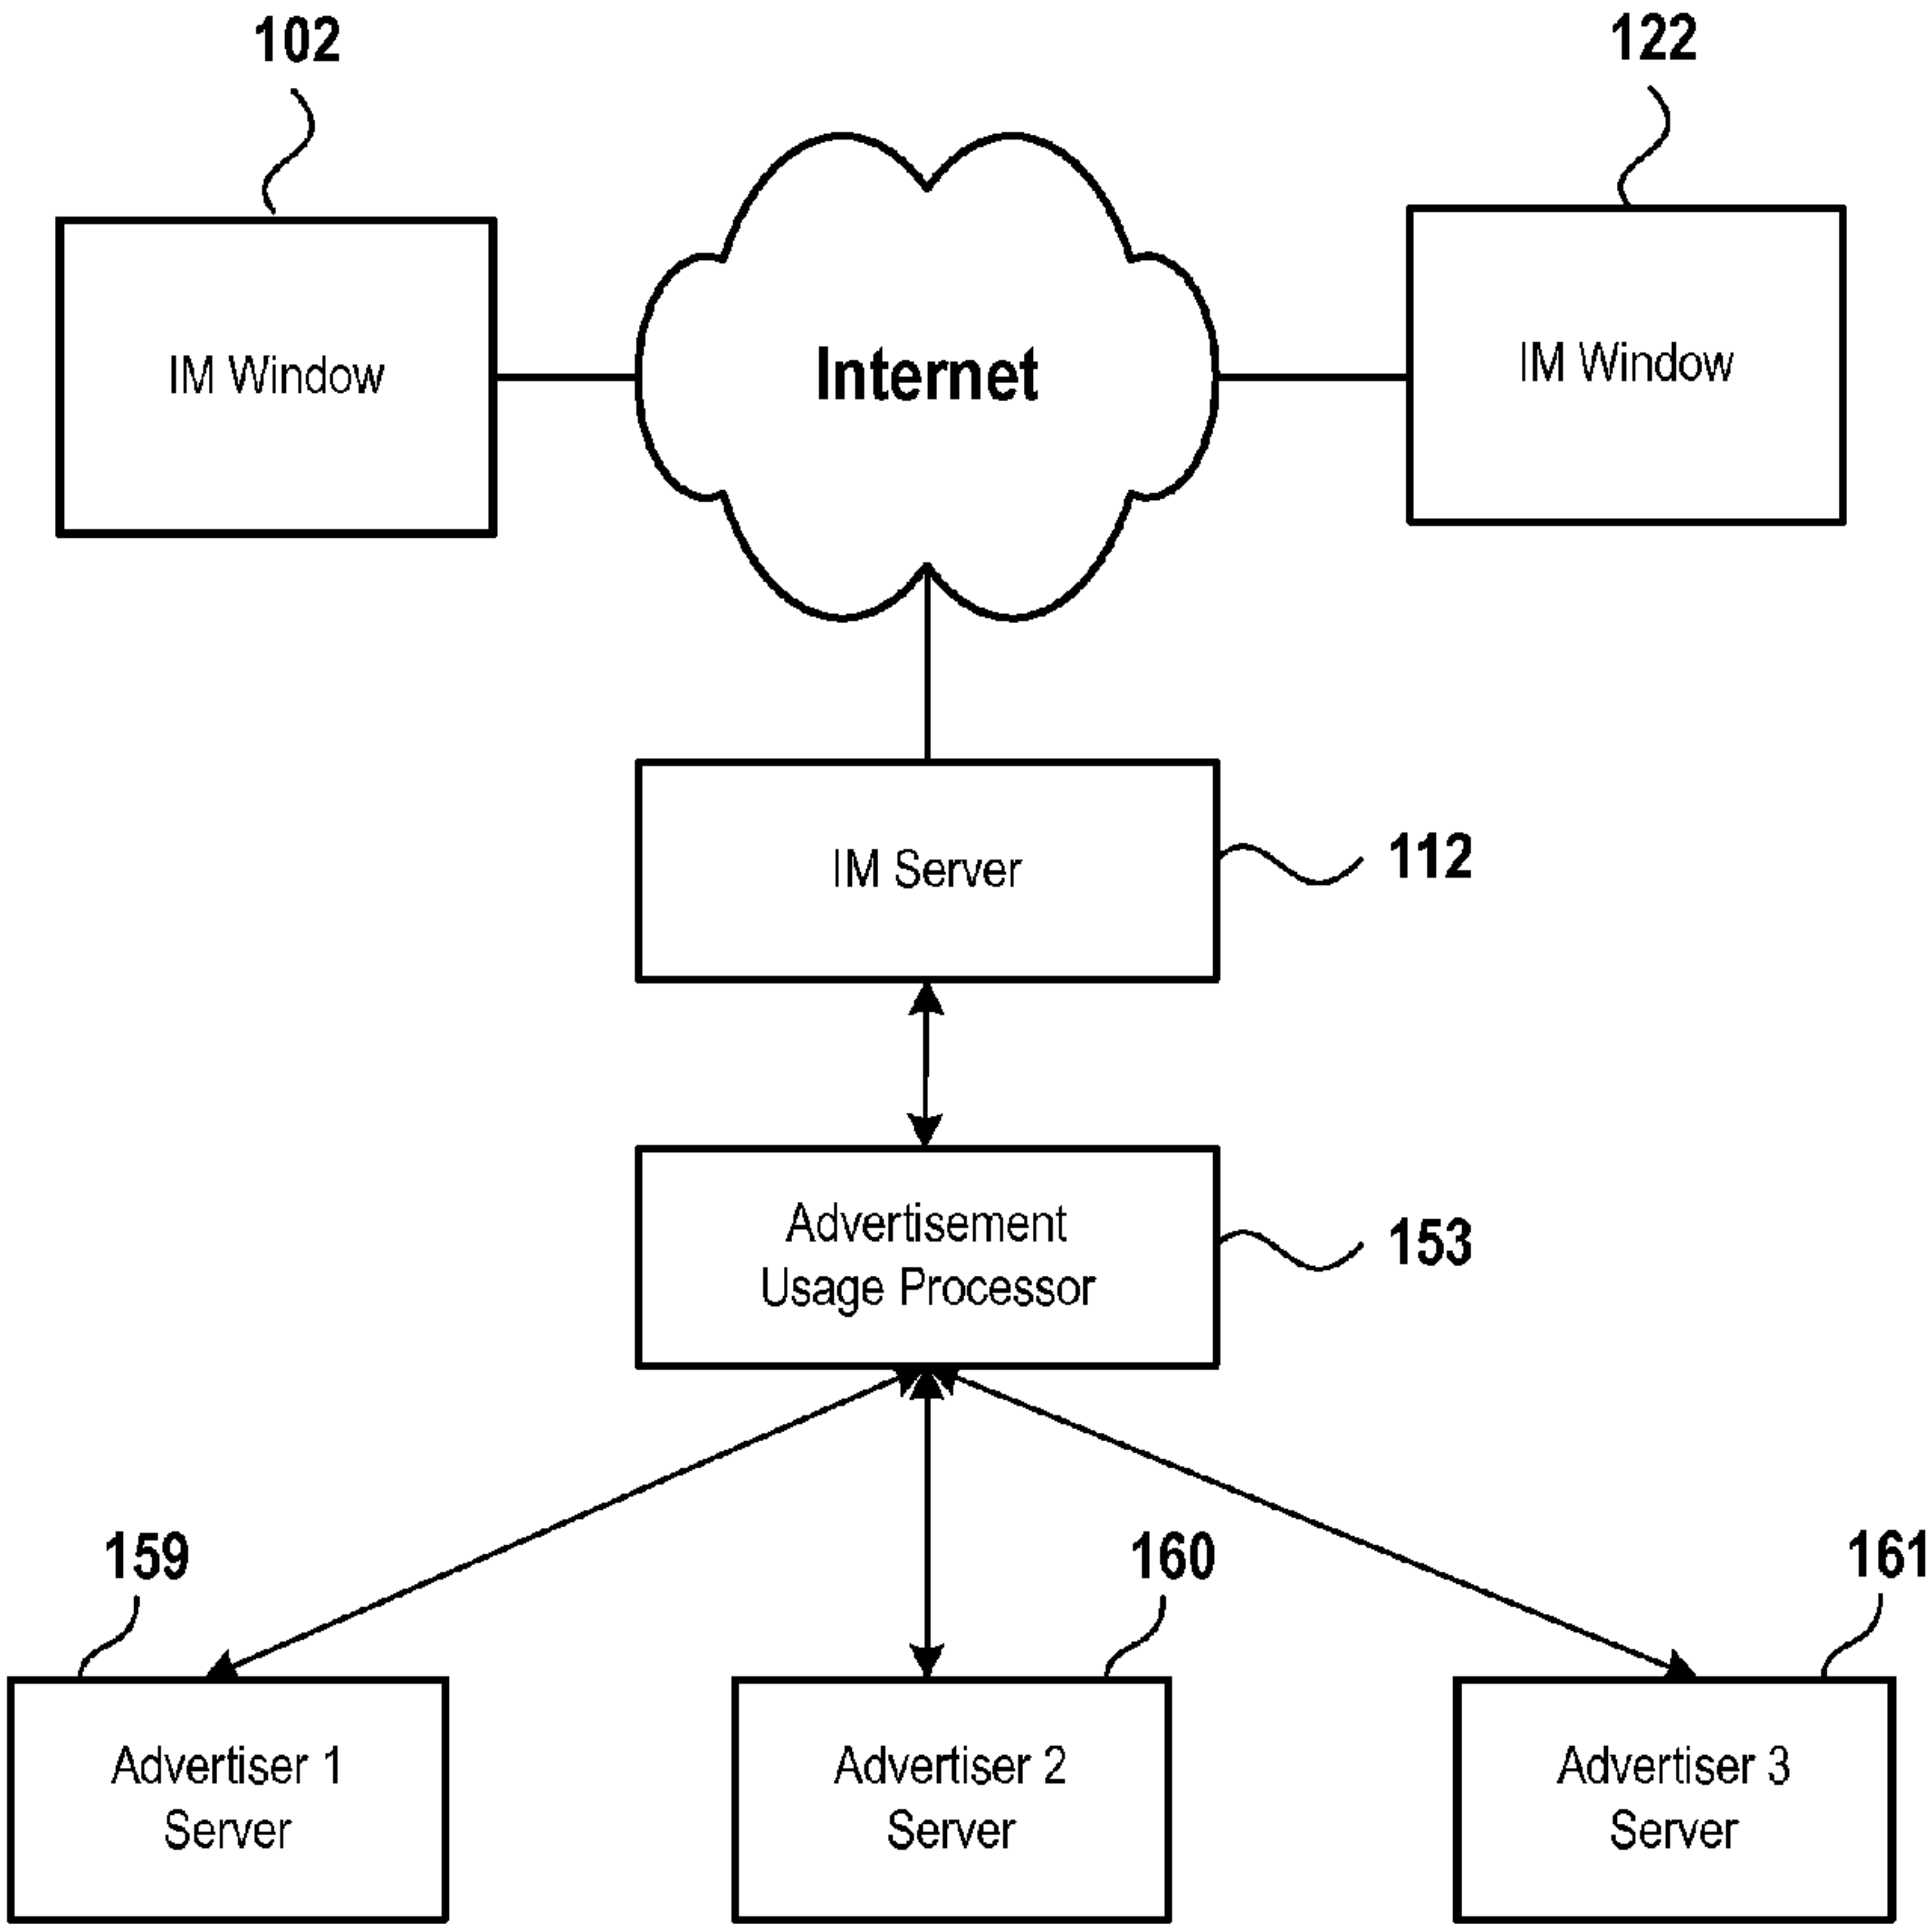 102
122
IM Window
Internet
IM Window
IM Server
112
Advertisement
Usage Processor
153
159
160
161
Advertiser 1
Server
Advertiser 2
Server
Advertiser 3
Server